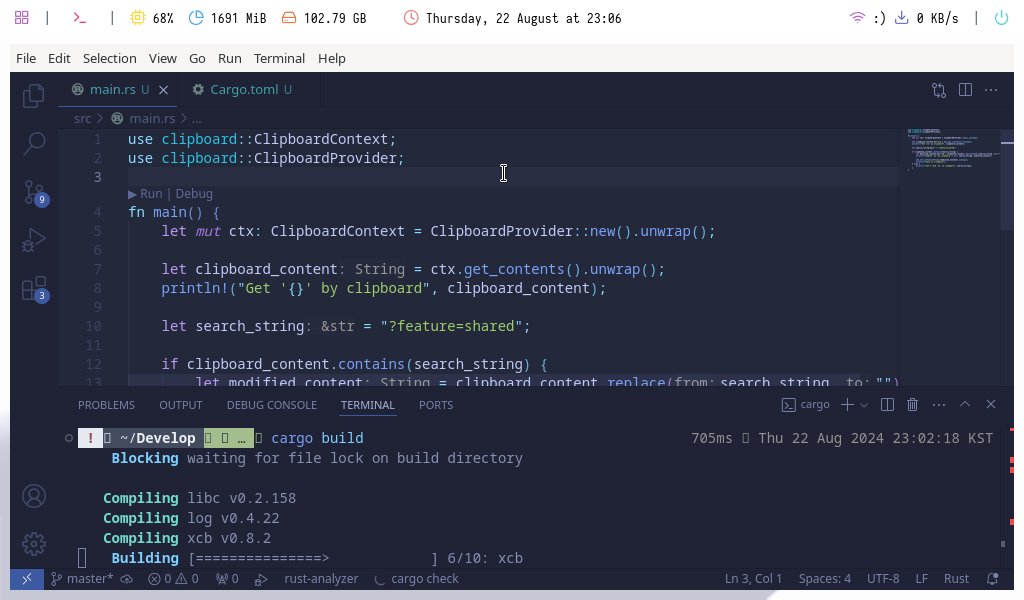 68% 1691 MiB 102.79 GB Thursday, 22 August at 23:06 :) 0 KB/s
File Edit Selection View Go Run Terminal Help
main.rs U Cargo.toml U
src > main.rs > ...
1 use clipboard::ClipboardContext;
2 use clipboard::ClipboardProvider;
3
Run | Debug
4 fn main() {
5 let mut ctx: ClipboardContext = ClipboardProvider::new().unwrap();
6
7 let clipboard_content: String = ctx.get_contents().unwrap();
8 println!("Get '{}' by clipboard", clipboard_content);
9
10 let search_string: &str = "?feature=shared";
11
12 if clipboard_content.contains(search_string) {
13 let modified_content: String = clipboard_content.replace(from: search_string, to: "")
9
3
PROBLEMS OUTPUT DEBUG CONSOLE TERMINAL PORTS cargo
! ~/Develop … cargo build 705ms Thu 22 Aug 2024 23:02:18 KST
Blocking waiting for file lock on build directory
Compiling libc v0.2.158
Compiling log v0.4.22
Compiling xcb v0.8.2
Building [===============> ] 6/10: xcb
master* 0 0 0 rust-analyzer cargo check Ln 3, Col 1 Spaces: 4 UTF-8 LF Rust